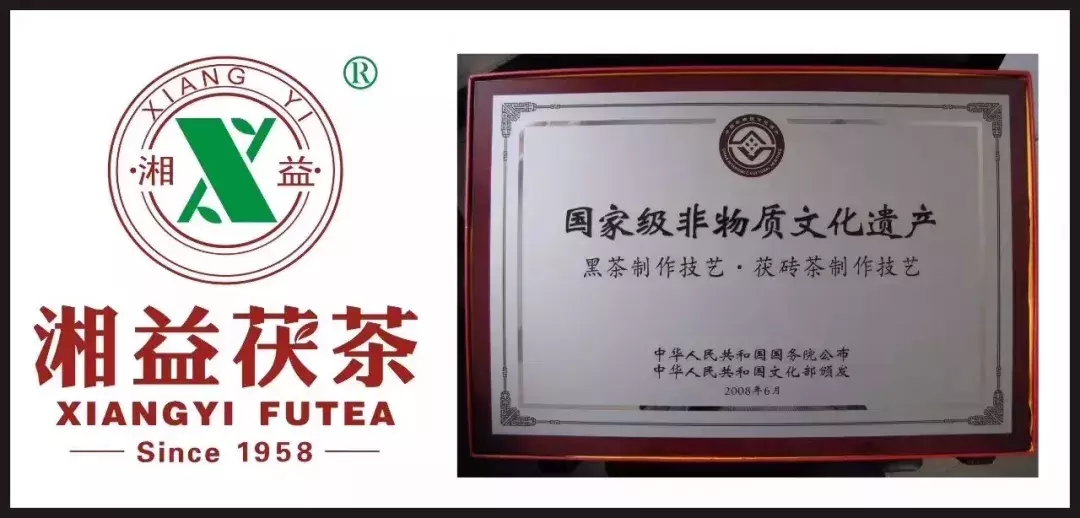 XIANG YI
®
·湘 益·
湘益茯茶
XIANGYI FUTEA
Since 1958
国家级非物质文化遗产
黑茶制作技艺·茯砖茶制作技艺
中华人民共和国国务院公布
中华人民共和国文化部颁发
2008年6月